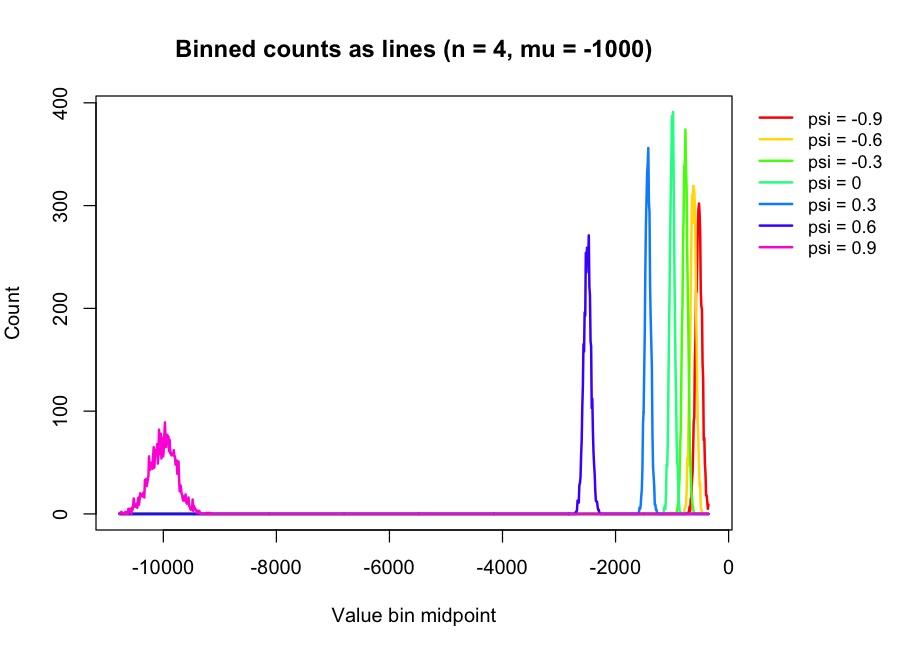 Binned counts as lines (n = 4, mu = -1000)
Count
400
300
200
100
0
-10000
-8000
-6000
-4000
-2000
0
Value bin midpoint
psi = -0.9
psi = -0.6
psi = -0.3
psi = 0
psi = 0.3
psi = 0.6
psi = 0.9